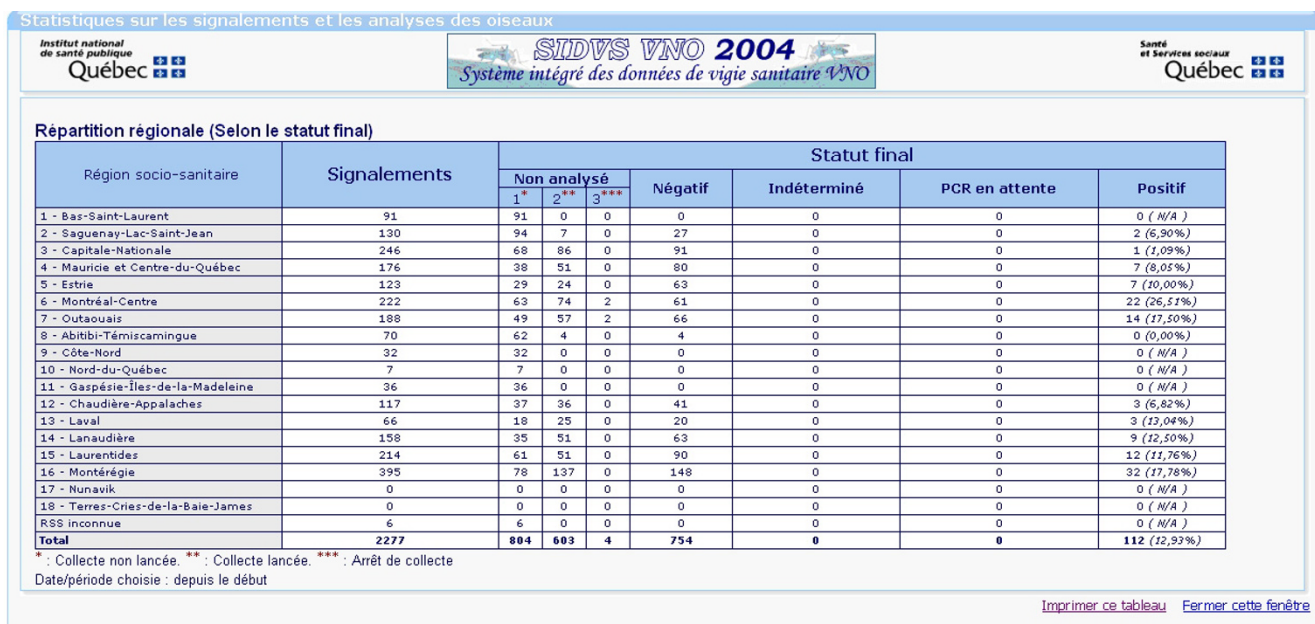 Statistiques sur les signalements et les analyses des oiseaux
Institut national
de santé publique
Québec
SIDVS VNO 2004
Système intégré des données de vigie sanitaire VNO
Santé
et Services sociaux
Québec
Répartition régionale (Selon le statut final)
Région socio-sanitaire Signalements Statut final
Non analysé Négatif Indéterminé PCR en attente Positif
1* 2** 3***
1 - Bas-Saint-Laurent 91 91 0 0 0 0 0 0 ( N/A )
2 - Saguenay-Lac-Saint-Jean 130 94 7 0 27 0 0 2 (6,90%)
3 - Capitale-Nationale 246 68 86 0 91 0 0 1 (1,09%)
4 - Mauricie et Centre-du-Québec 176 38 51 0 80 0 0 7 (8,05%)
5 - Estrie 123 29 24 0 63 0 0 7 (10,00%)
6 - Montréal-Centre 222 63 74 2 61 0 0 22 (26,51%)
7 - Outaouais 188 49 57 2 66 0 0 14 (17,50%)
8 - Abitibi-Témiscamingue 70 62 4 0 4 0 0 0 (0,00%)
9 - Côte-Nord 32 32 0 0 0 0 0 0 ( N/A )
10 - Nord-du-Québec 7 7 0 0 0 0 0 0 ( N/A )
11 - Gaspésie-Îles-de-la-Madeleine 36 36 0 0 0 0 0 0 ( N/A )
12 - Chaudière-Appalaches 117 37 36 0 41 0 0 3 (6,82%)
13 - Laval 66 18 25 0 20 0 0 3 (13,04%)
14 - Lanaudière 158 35 51 0 63 0 0 9 (12,50%)
15 - Laurentides 214 61 51 0 90 0 0 12 (11,76%)
16 - Montérégie 395 78 137 0 148 0 0 32 (17,78%)
17 - Nunavik 0 0 0 0 0 0 0 0 ( N/A )
18 - Terres-Cries-de-la-Baie-James 0 0 0 0 0 0 0 0 ( N/A )
RSS inconnue 6 6 0 0 0 0 0 0 ( N/A )
Total 2277 804 603 4 754 0 0 112 (12,93%)
* : Collecte non lancée. ** : Collecte lancée. *** : Arrêt de collecte
Date/période choisie : depuis le début
Imprimer ce tableau Fermer cette fenêtre